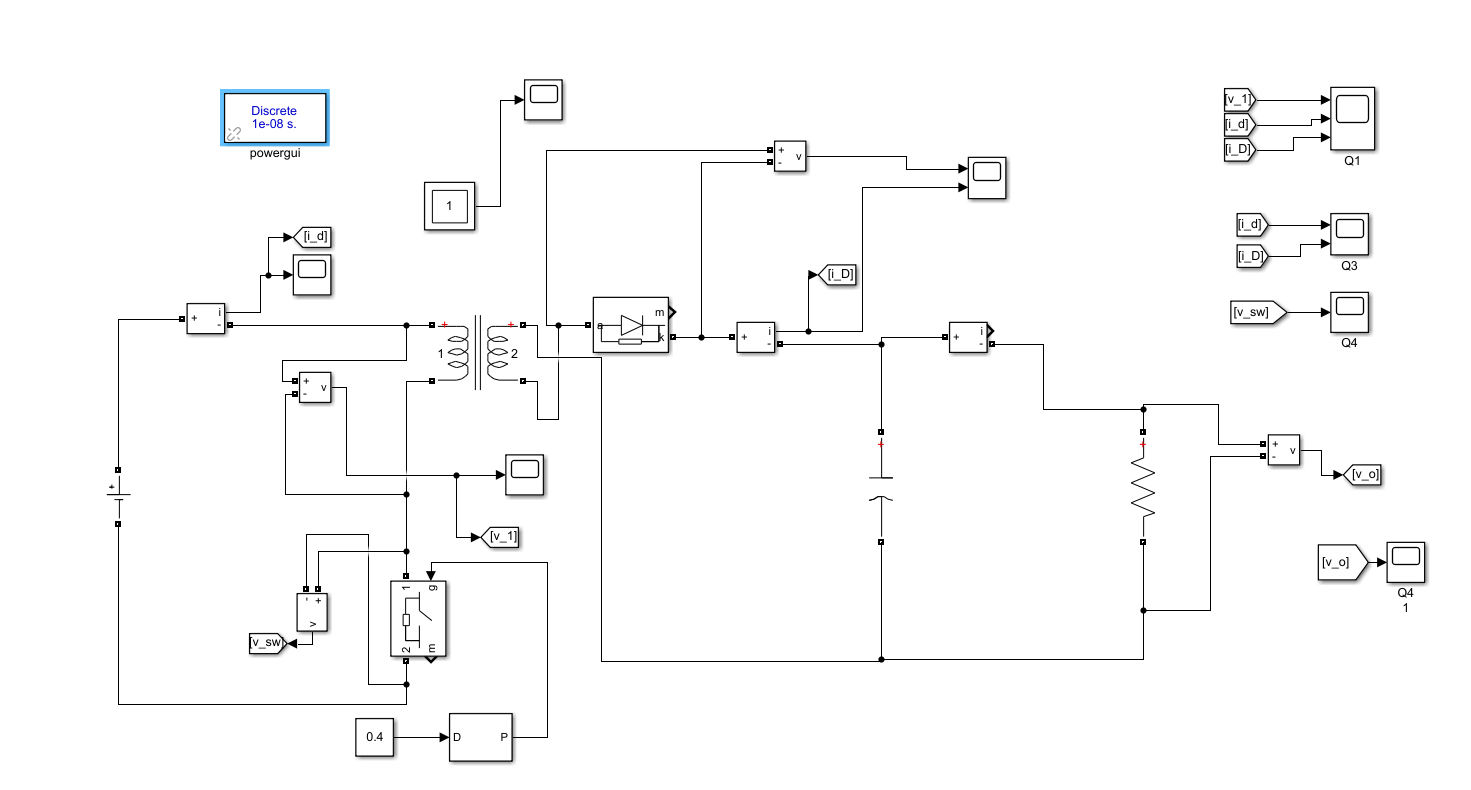 Discrete
1e-08 s.
powergui
1
[i_d]
i
+
-
+
-
v
[v_1]
1
2
+
+
+
-
v
[i_D]
a
m
k
+
i
-
+
i
-
+
+
+
-
v
[v_o]
+
- +
v
[v_sw]
1
g
2
m
0.4
D
P
[v_1]
[i_d]
[i_D]
Q1
[i_d]
[i_D]
Q3
[v_sw]
Q4
[v_o]
Q4
1